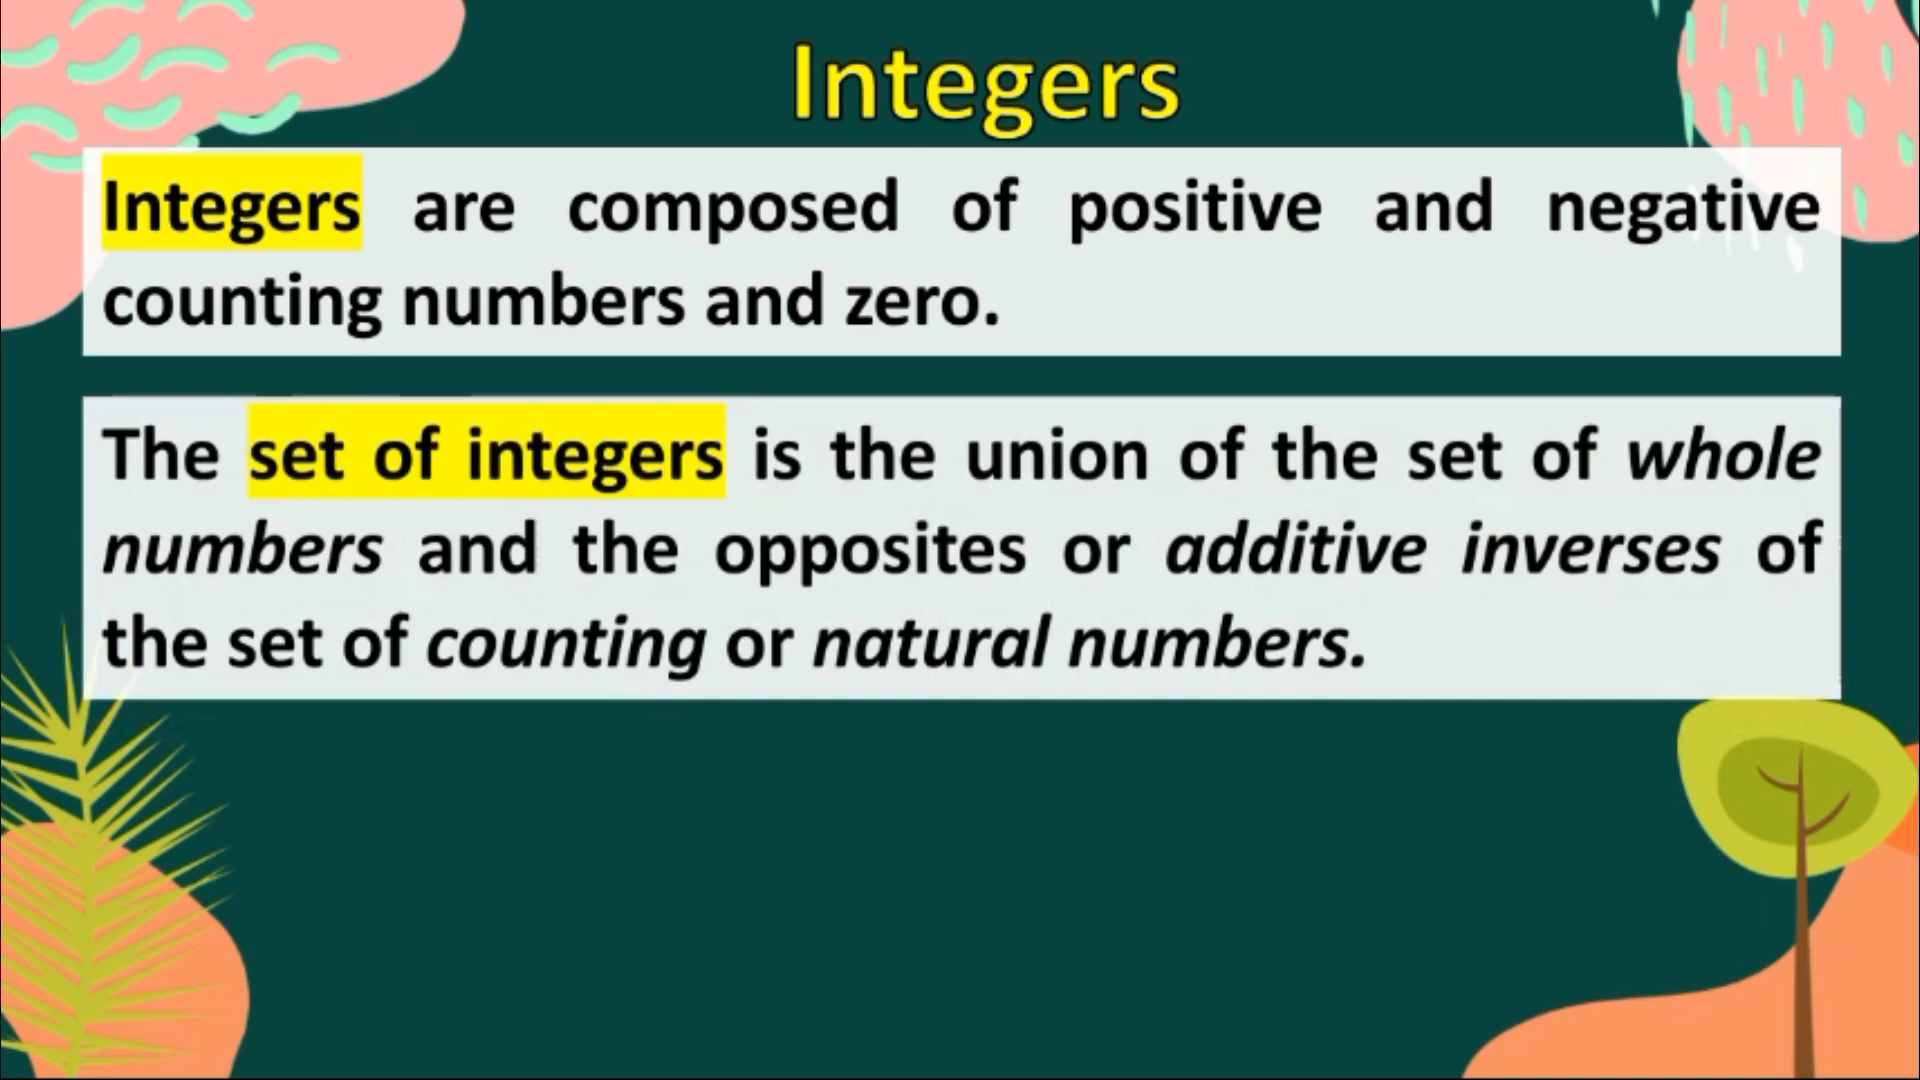 Integers
Integers are composed of positive and negative
counting numbers and zero.
The set of integers is the union of the set of whole
numbers and the opposites or additive inverses of
the set of counting or natural numbers.